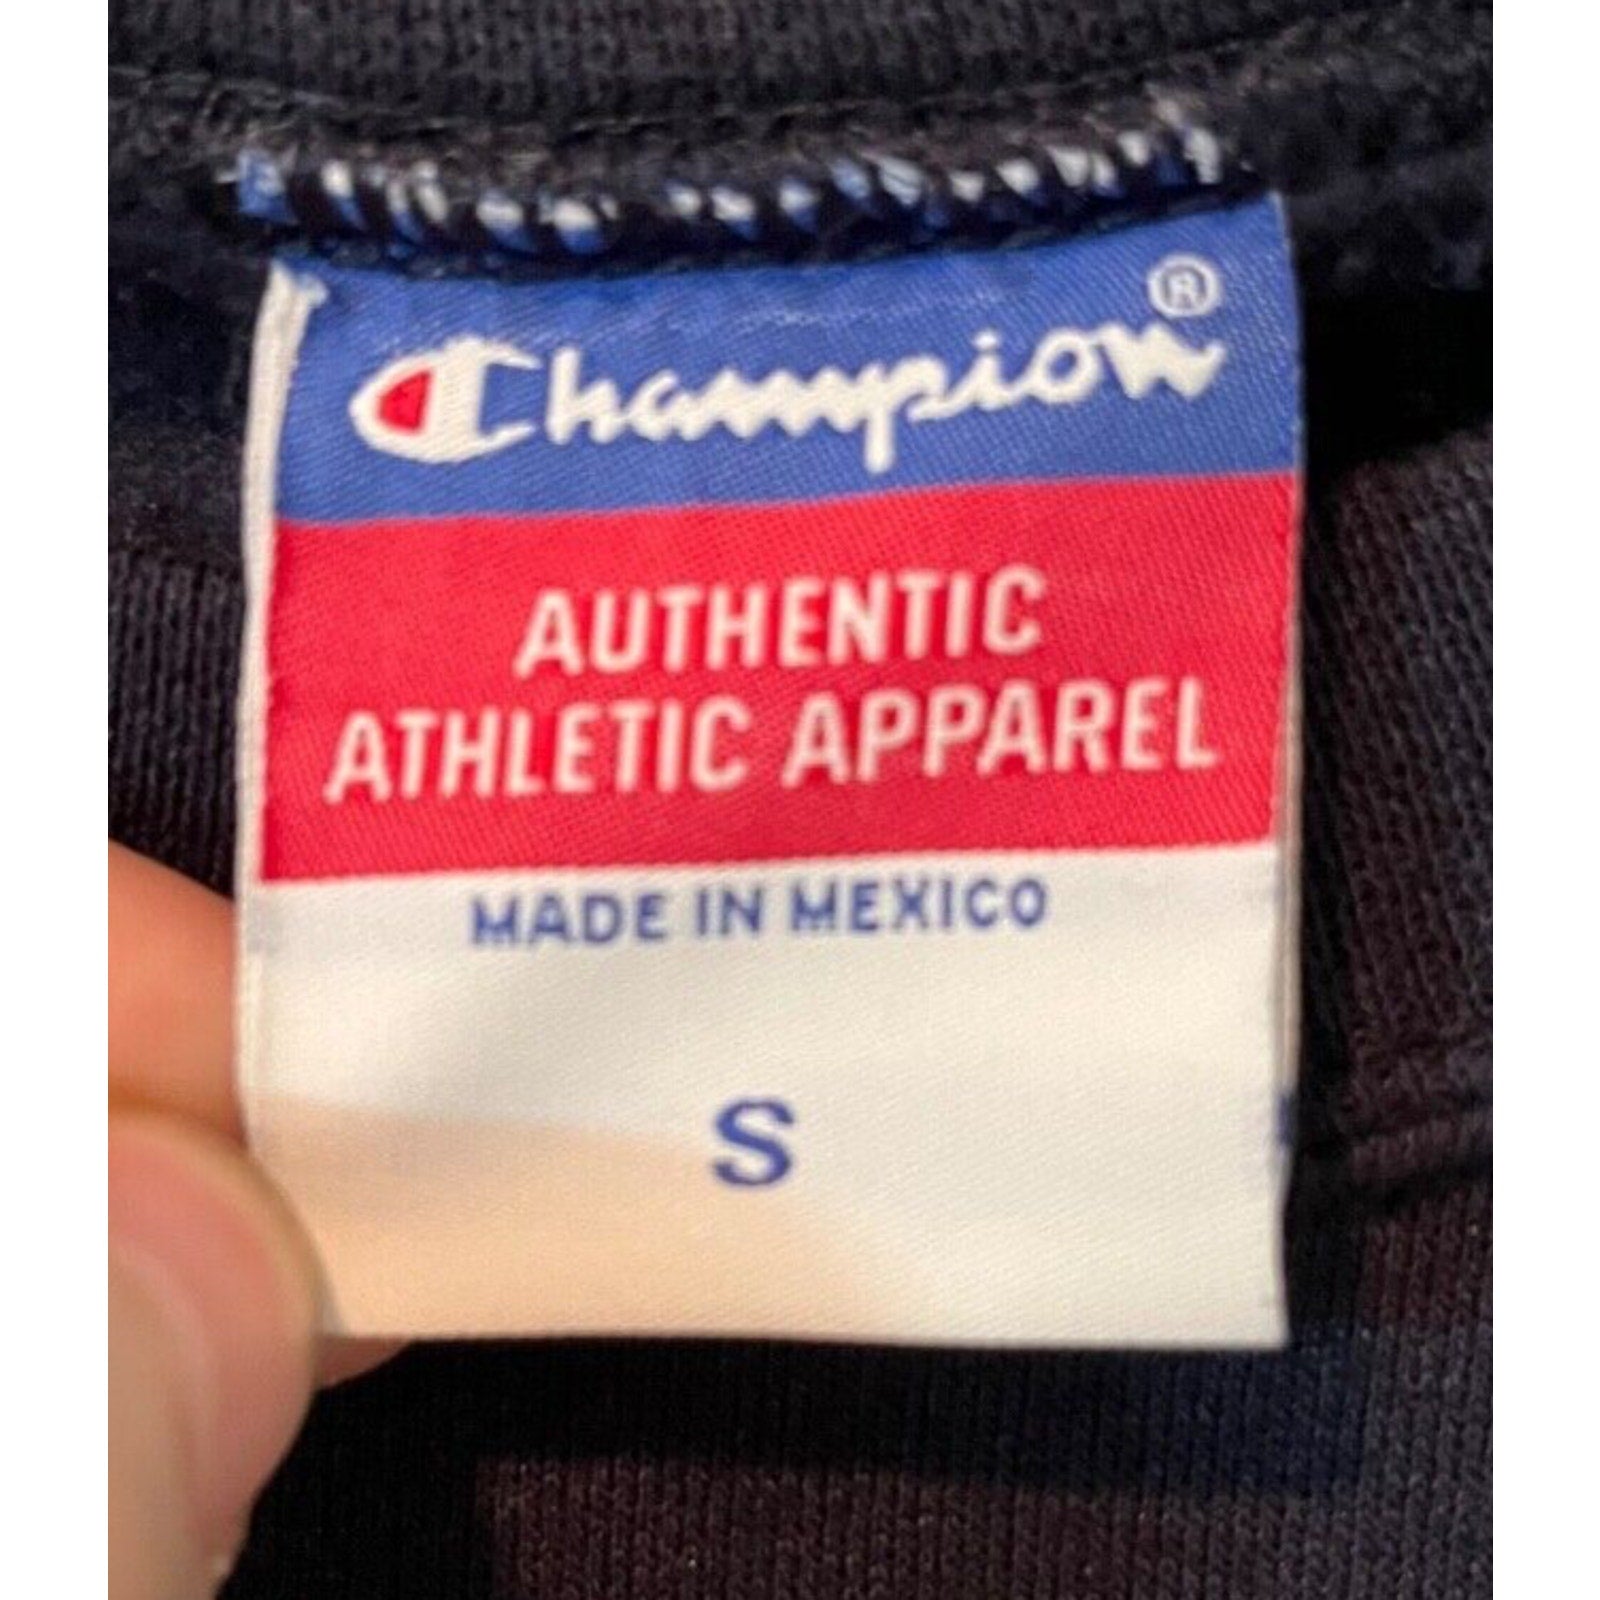 Champion®
AUTHENTIC
ATHLETIC APPAREL
MADE IN MEXICO
S